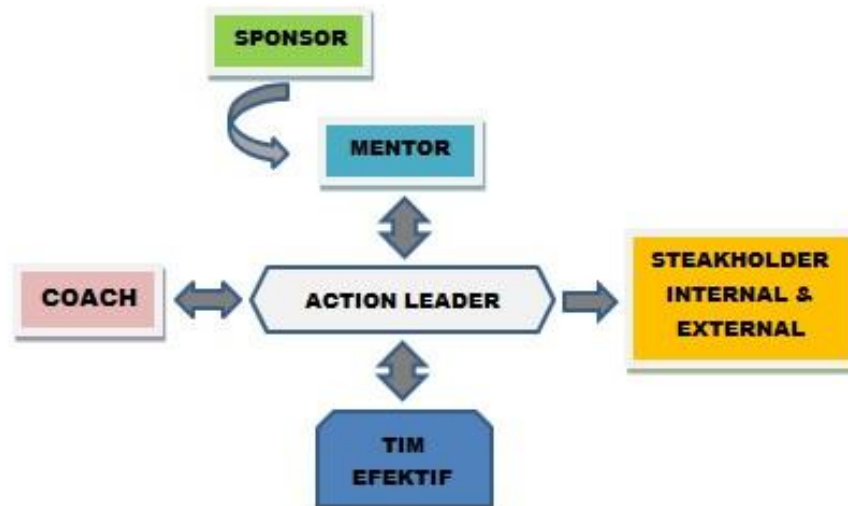 SPONSOR
MENTOR
COACH
ACTION LEADER
STEAKHOLDER
INTERNAL &
EXTERNAL
TIM
EFEKTIF